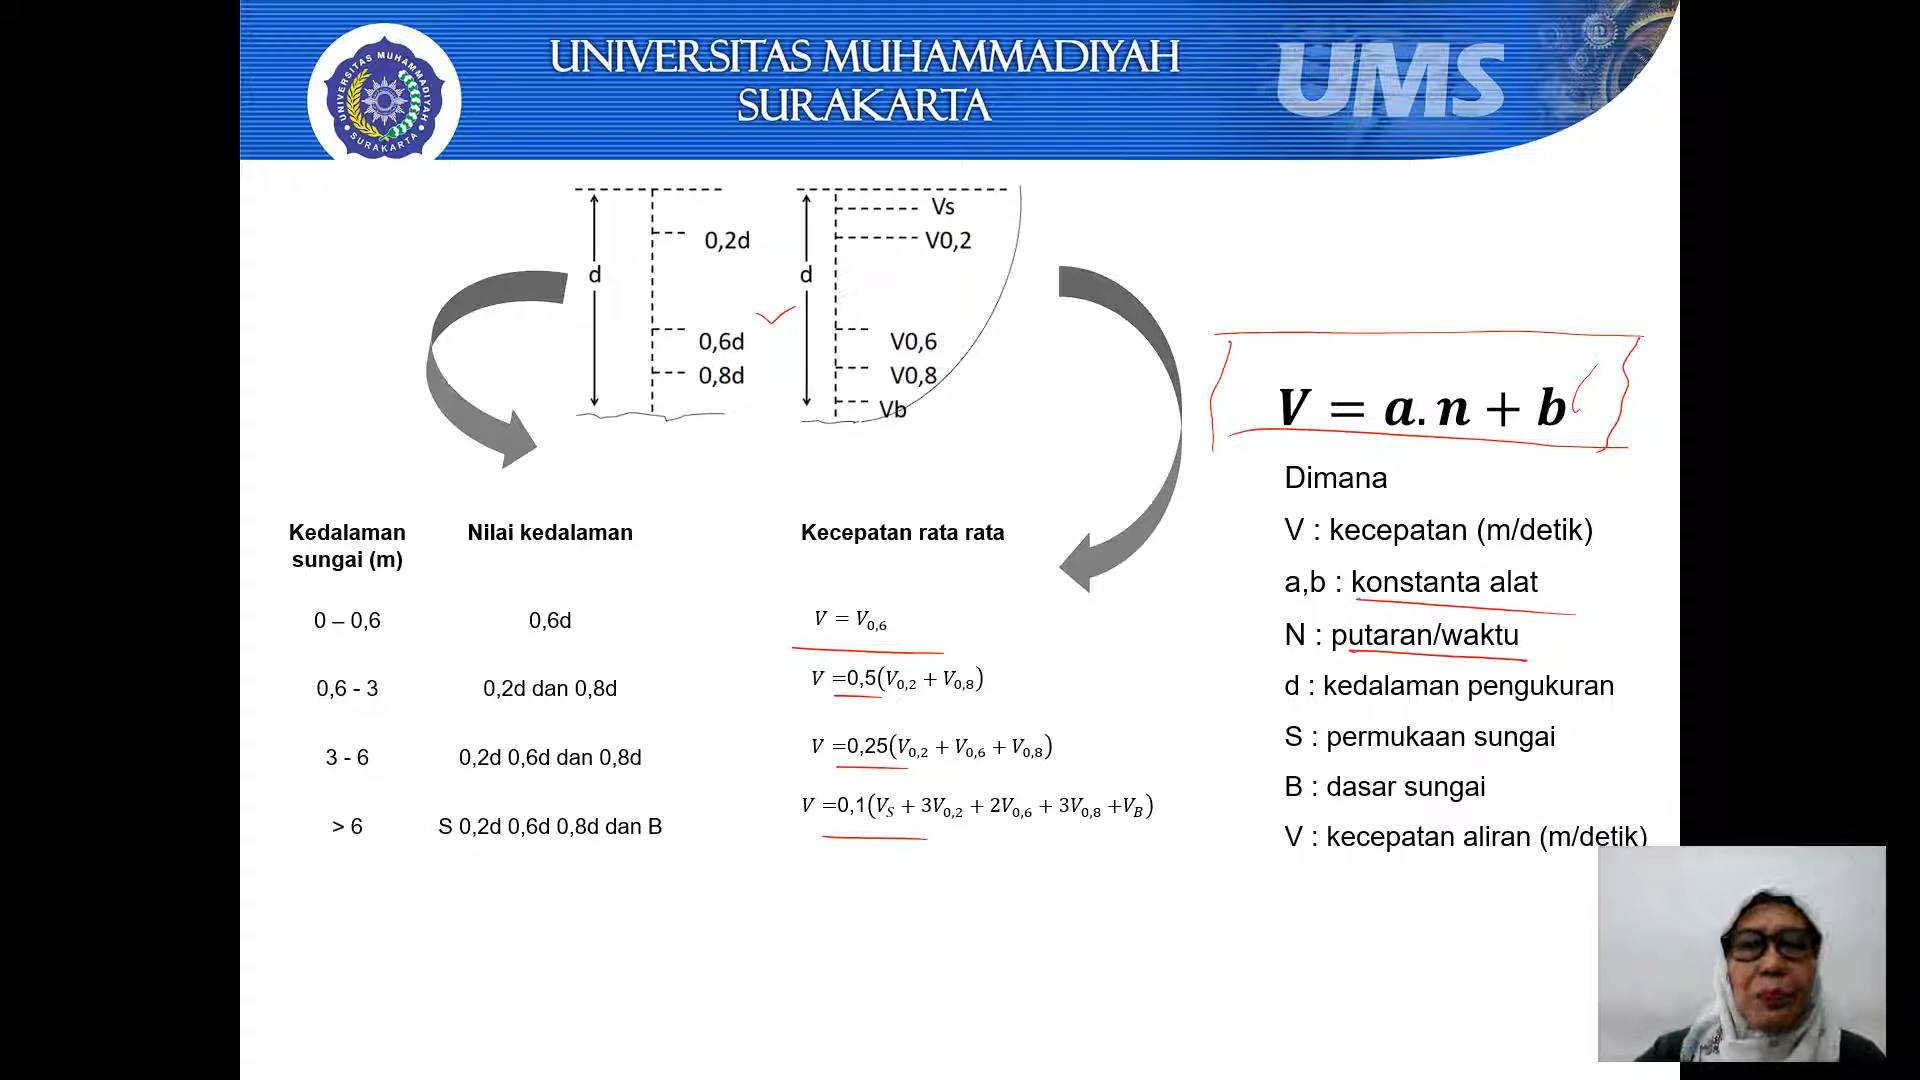 UNIVERSITAS MUHAMMADIYAH
SURAKARTA
UNIVERSITAS MUHAMMADIYAH
SURAKARTA
UMS
d
0,2d
0,6d
0,8d
d
Vs
V0,2
V0,6
V0,8
Vb
V = a.n + b
Dimana
V : kecepatan (m/detik)
a,b : konstanta alat
N : putaran/waktu
d : kedalaman pengukuran
S : permukaan sungai
B : dasar sungai
V : kecepatan aliran (m/detik)
Kedalaman sungai (m) Nilai kedalaman Kecepatan rata rata
0 – 0,6 0,6d V = V0,6
0,6 - 3 0,2d dan 0,8d V =0,5(V0,2 + V0,8)
3 - 6 0,2d 0,6d dan 0,8d V =0,25(V0,2 + V0,6 + V0,8)
> 6 S 0,2d 0,6d 0,8d dan B V =0,1(VS + 3V0,2 + 2V0,6 + 3V0,8 +VB)